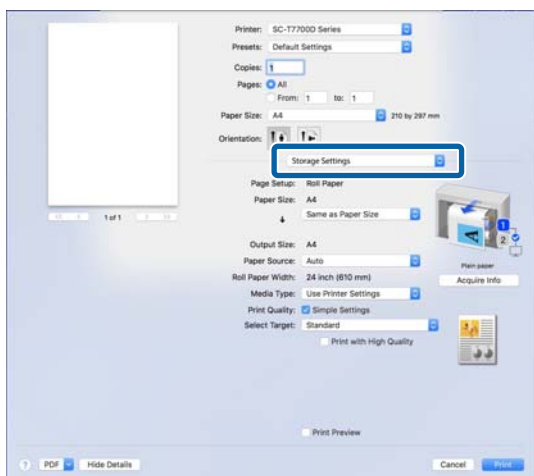 Printer: SC-T7700D Series
Presets: Default Settings
Copies: 1
Pages: All
From: 1 to: 1
Paper Size: A4 210 by 297 mm
Orientation:
Storage Settings
Page Setup: Roll Paper
Paper Size: A4
Same as Paper Size
Output Size: A4
Paper Source: Auto
Roll Paper Width: 24 inch (610 mm)
Media Type: Use Printer Settings
Print Quality: Simple Settings
Select Target: Standard
Print with High Quality
1 of 1
A
1
2
Plain paper
Acquire Info
Print Preview
? PDF Hide Details Cancel Print